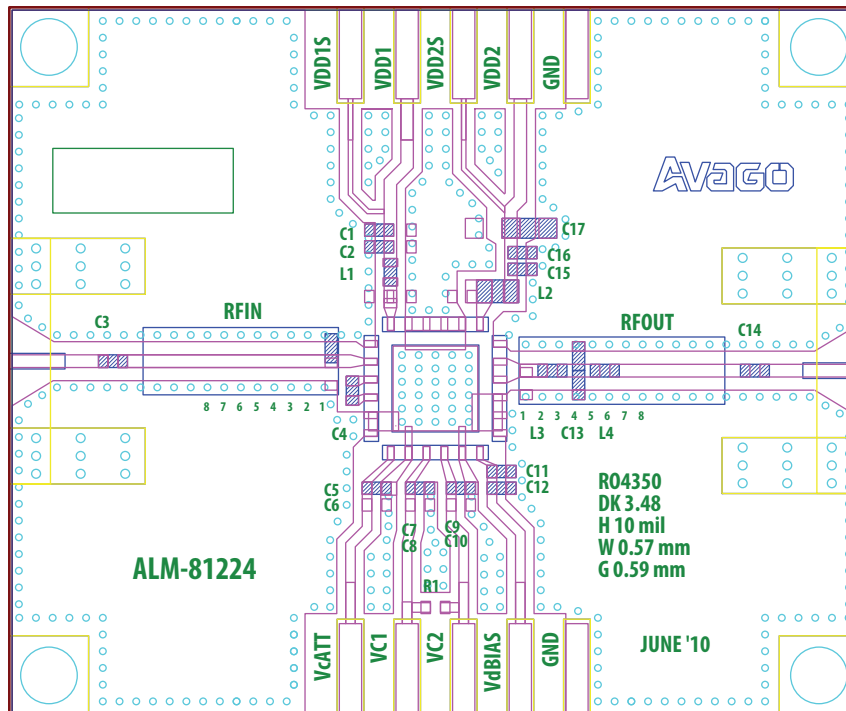 VDD1S
VDD1
VDD2S
VDD2
GND
AVAGO
C1
C2
L1
C17
C16
C15
L2
C3
RFIN
RFOUT
C14
8 7 6 5 4 3 2 1
1 2 3 4 5 6 7 8
C4
L3
C13
L4
C11
C12
C5
C6
C7
C8
C9
C10
R1
RO4350
DK 3.48
H 10 mil
W 0.57 mm
G 0.59 mm
ALM-81224
VcATT
VC1
VC2
VdBIAS
GND
JUNE '10